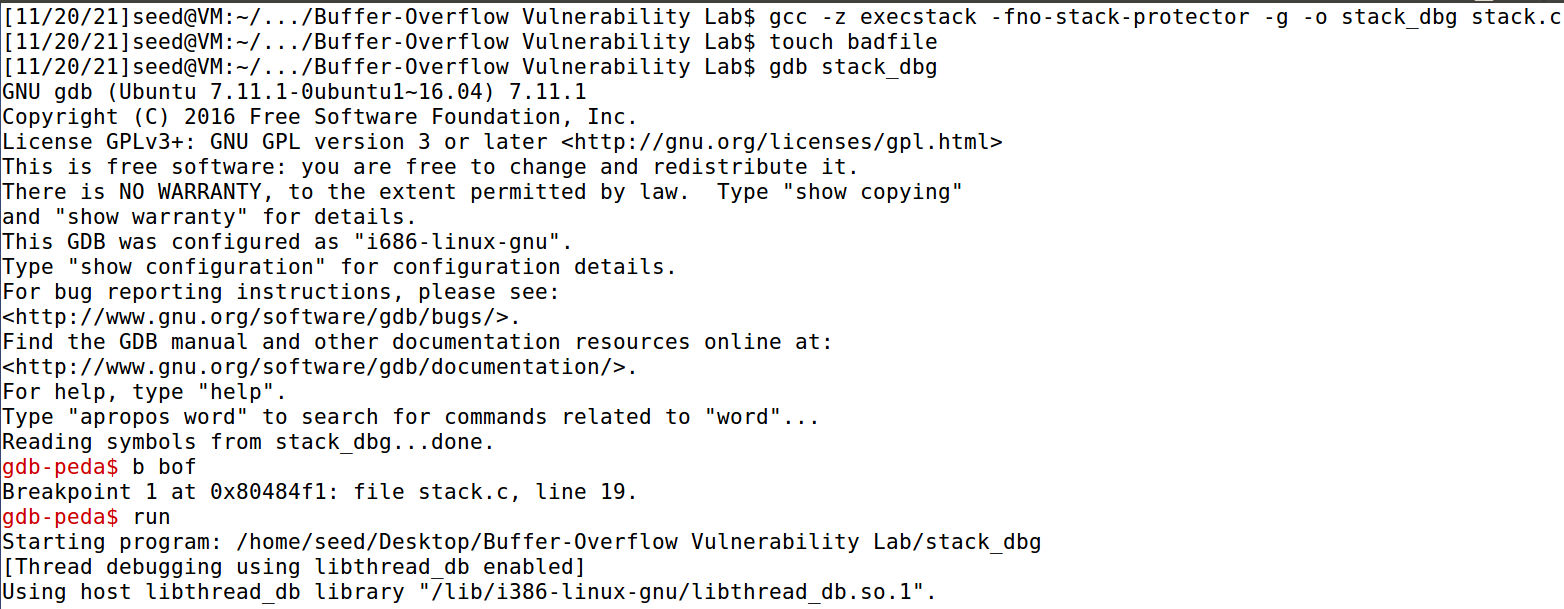 [11/20/21]seed@VM:~/.../Buffer-Overflow Vulnerability Lab$ gcc -z execstack -fno-stack-protector -g -o stack_dbg stack.c
[11/20/21]seed@VM:~/.../Buffer-Overflow Vulnerability Lab$ touch badfile
[11/20/21]seed@VM:~/.../Buffer-Overflow Vulnerability Lab$ gdb stack_dbg
GNU gdb (Ubuntu 7.11.1-0ubuntu1~16.04) 7.11.1
Copyright (C) 2016 Free Software Foundation, Inc.
License GPLv3+: GNU GPL version 3 or later <http://gnu.org/licenses/gpl.html>
This is free software: you are free to change and redistribute it.
There is NO WARRANTY, to the extent permitted by law.  Type "show copying"
and "show warranty" for details.
This GDB was configured as "i686-linux-gnu".
Type "show configuration" for configuration details.
For bug reporting instructions, please see:
<http://www.gnu.org/software/gdb/bugs/>.
Find the GDB manual and other documentation resources online at:
<http://www.gnu.org/software/gdb/documentation/>.
For help, type "help".
Type "apropos word" to search for commands related to "word"...
Reading symbols from stack_dbg...done.
gdb-peda$ b bof
Breakpoint 1 at 0x80484f1: file stack.c, line 19.
gdb-peda$ run
Starting program: /home/seed/Desktop/Buffer-Overflow Vulnerability Lab/stack_dbg
[Thread debugging using libthread_db enabled]
Using host libthread_db library "/lib/i386-linux-gnu/libthread_db.so.1".